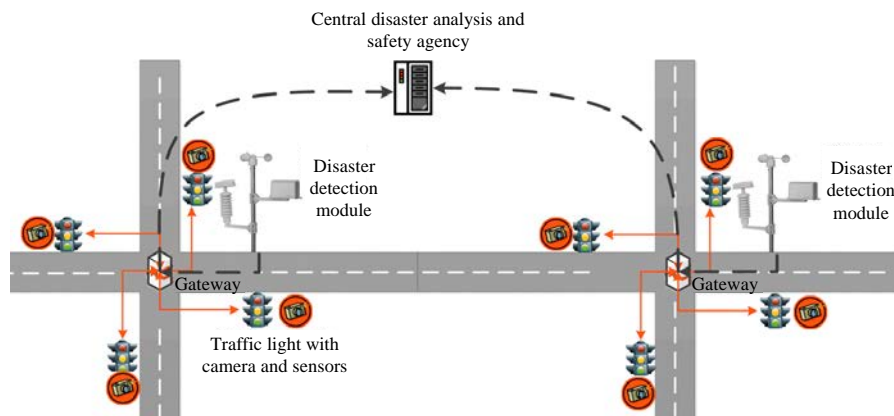 Central disaster analysis and
safety agency
Disaster
detection
module
Disaster
detection
module
Gateway
Gateway
Traffic light with
camera and sensors